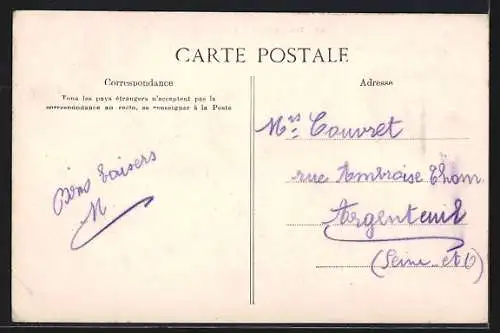 CARTE POSTALE
Correspondance
Tous les pays étrangers n'acceptent pas la
correspondance au recto, se renseigner à la Poste
Bons baisers
M.
Adresse
Mrs Couvret
rue Ambroise Thom
Argenteuil
(Seine et O)